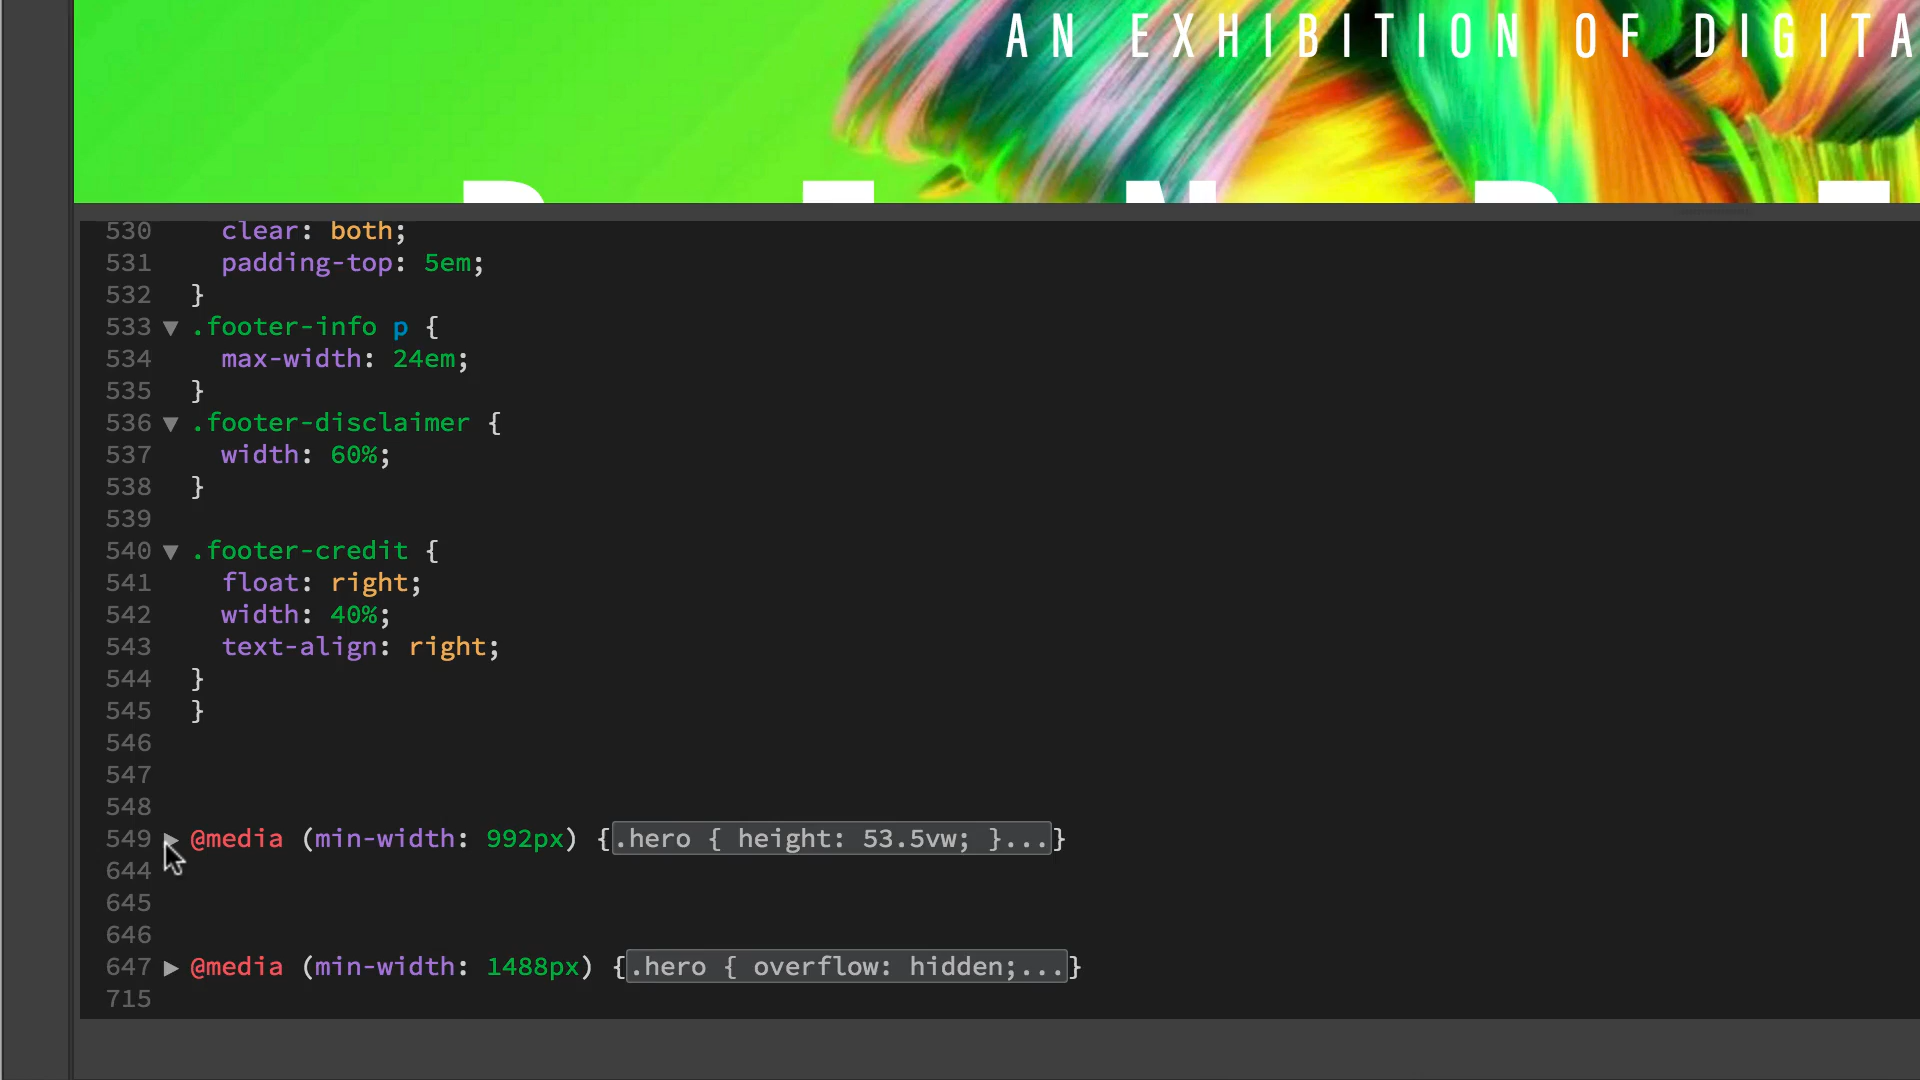 AN EXHIBITION OF DIGITA
530 clear: both;
531 padding-top: 5em;
532 }
533 .footer-info p {
534 max-width: 24em;
535 }
536 .footer-disclaimer {
537 width: 60%;
538 }
539
540 .footer-credit {
541 float: right;
542 width: 40%;
543 text-align: right;
544 }
545 }
546
547
548
549 @media (min-width: 992px) {.hero { height: 53.5vw; }...}
644
645
646
647 @media (min-width: 1488px) {.hero { overflow: hidden;...}
715